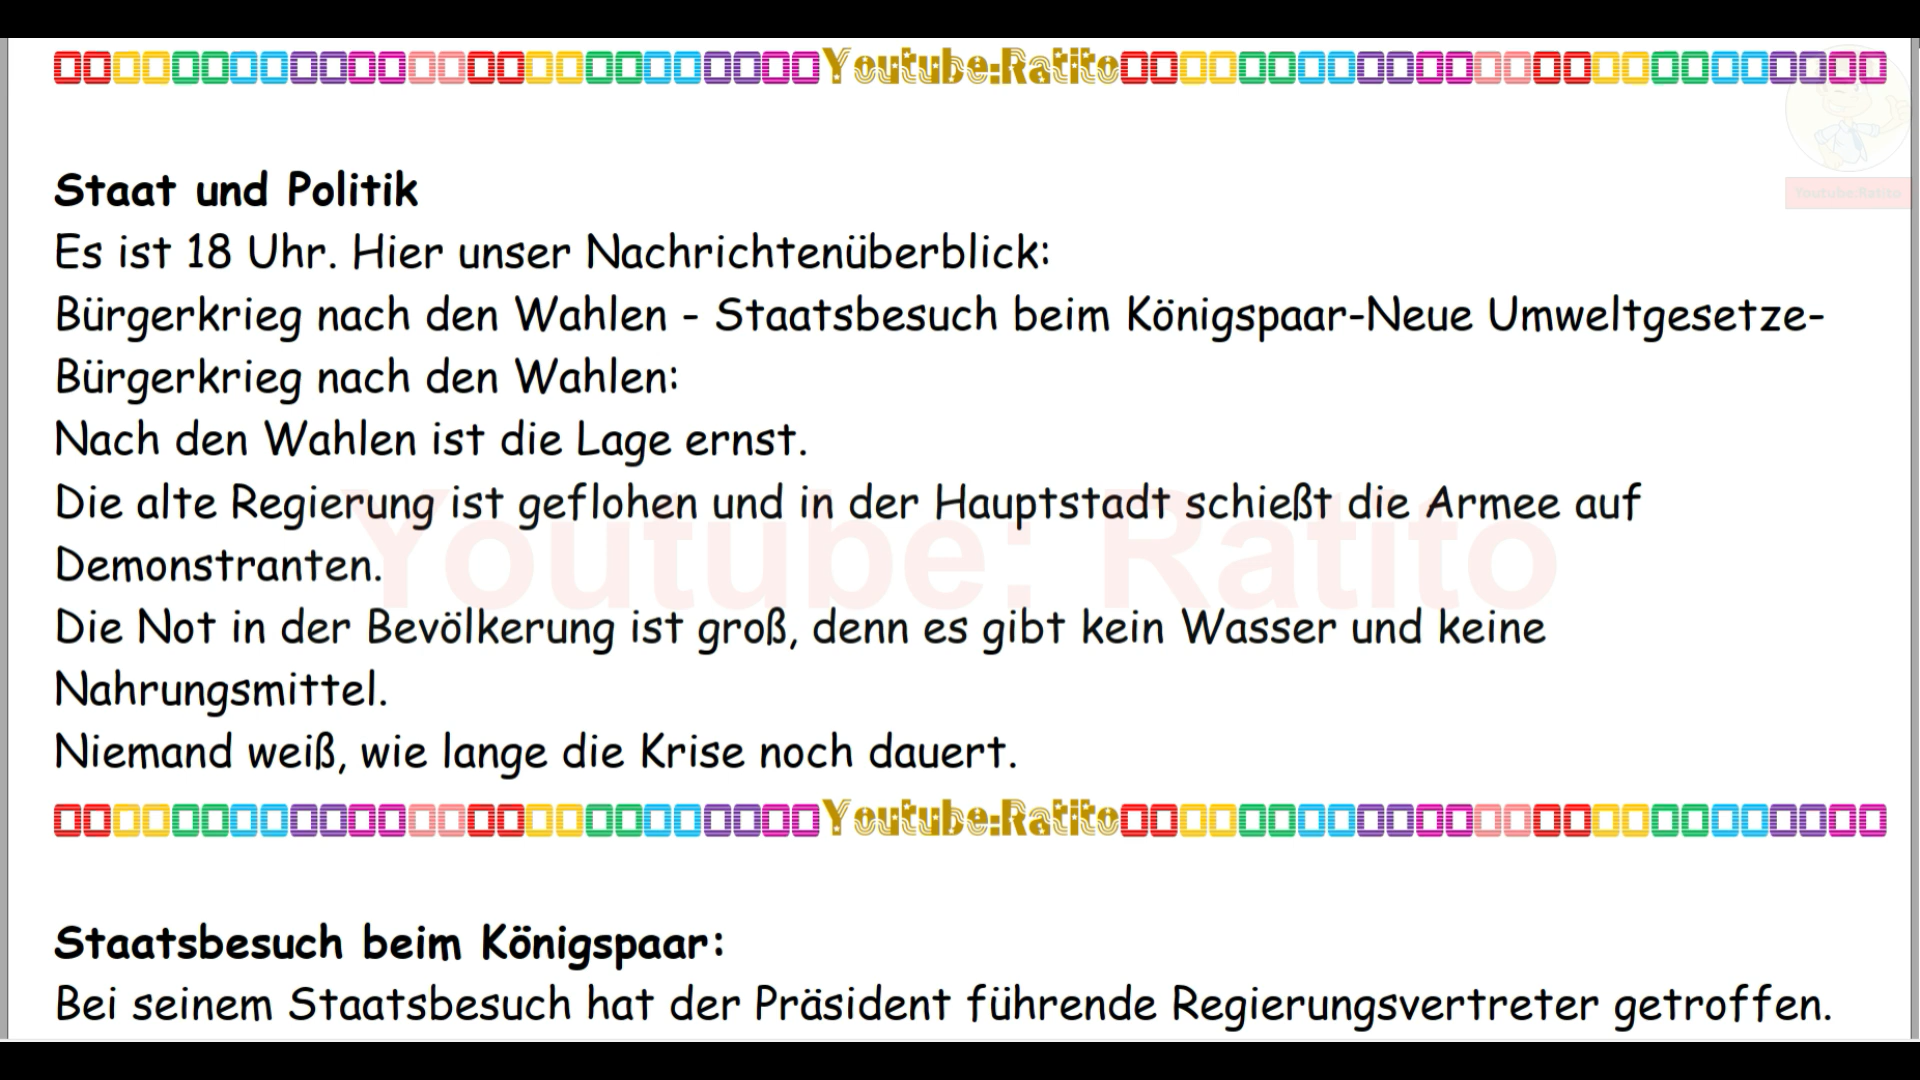 Youtube:Ratito
Youtube:Ratito
Staat und Politik
Es ist 18 Uhr. Hier unser Nachrichtenüberblick:
Bürgerkrieg nach den Wahlen - Staatsbesuch beim Königspaar-Neue Umweltgesetze-
Bürgerkrieg nach den Wahlen:
Nach den Wahlen ist die Lage ernst.
Die alte Regierung ist geflohen und in der Hauptstadt schießt die Armee auf
Demonstranten.
Youtube: Ratito
Die Not in der Bevölkerung ist groß, denn es gibt kein Wasser und keine
Nahrungsmittel.
Niemand weiß, wie lange die Krise noch dauert.
Youtube:Ratito
Staatsbesuch beim Königspaar:
Bei seinem Staatsbesuch hat der Präsident führende Regierungsvertreter getroffen.